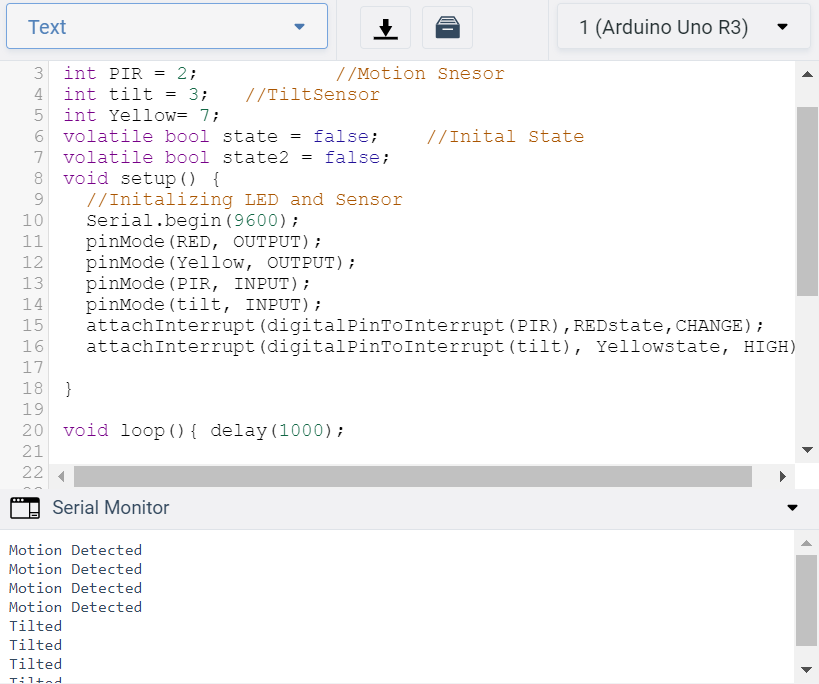 Text
1 (Arduino Uno R3)
3 int PIR = 2; //Motion Snesor
4 int tilt = 3; //TiltSensor
5 int Yellow= 7;
6 volatile bool state = false; //Inital State
7 volatile bool state2 = false;
8 void setup() {
9 //Initalizing LED and Sensor
10 Serial.begin(9600);
11 pinMode(RED, OUTPUT);
12 pinMode(Yellow, OUTPUT);
13 pinMode(PIR, INPUT);
14 pinMode(tilt, INPUT);
15 attachInterrupt(digitalPinToInterrupt(PIR),REDstate,CHANGE);
16 attachInterrupt(digitalPinToInterrupt(tilt), Yellowstate, HIGH)
17
18 }
19
20 void loop(){ delay(1000);
21
22
Serial Monitor
Motion Detected
Motion Detected
Motion Detected
Motion Detected
Tilted
Tilted
Tilted
Tilted